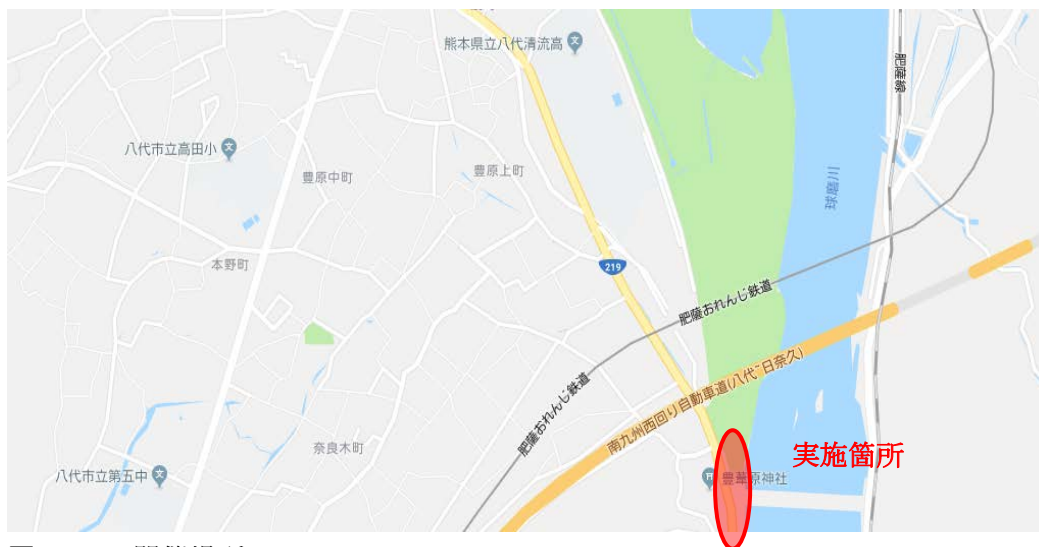 熊本県立八代清流高
肥薩線
八代市立高田小
豊原中町
豊原上町
球磨川
本野町
219
肥薩おれんじ鉄道
南九州西回り自動車道(八代~日奈久)
肥薩おれんじ鉄道
奈良木町
実施箇所
八代市立第五中
豊葦原神社